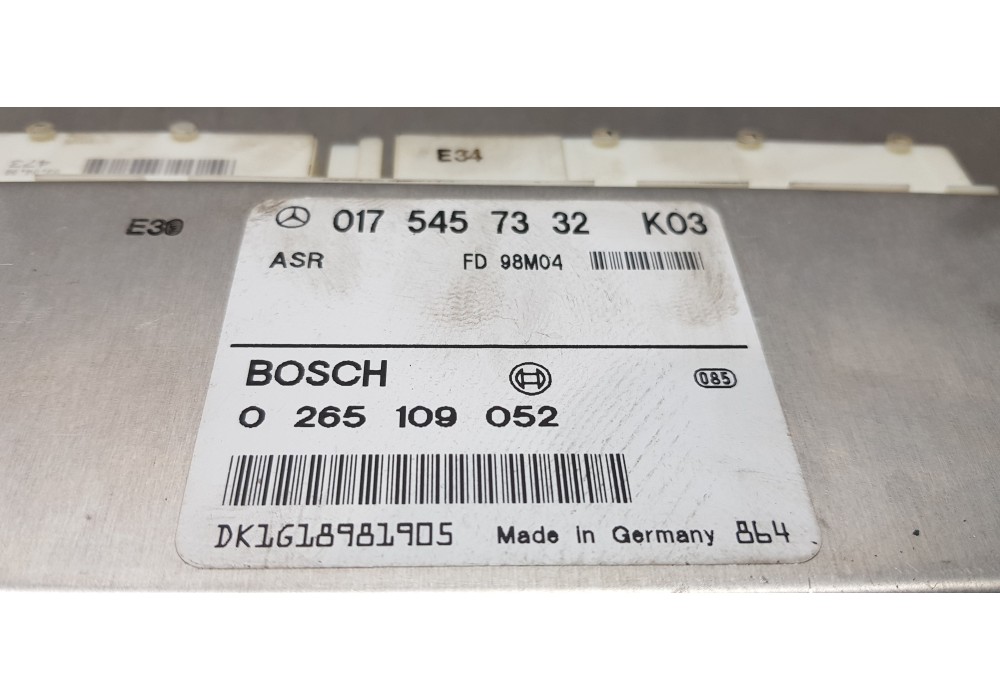 E34
473
017 545 73 32 K03
ASR FD 98M04
BOSCH
085
0 265 109 052
DK1G18981905 Made in Germany 864